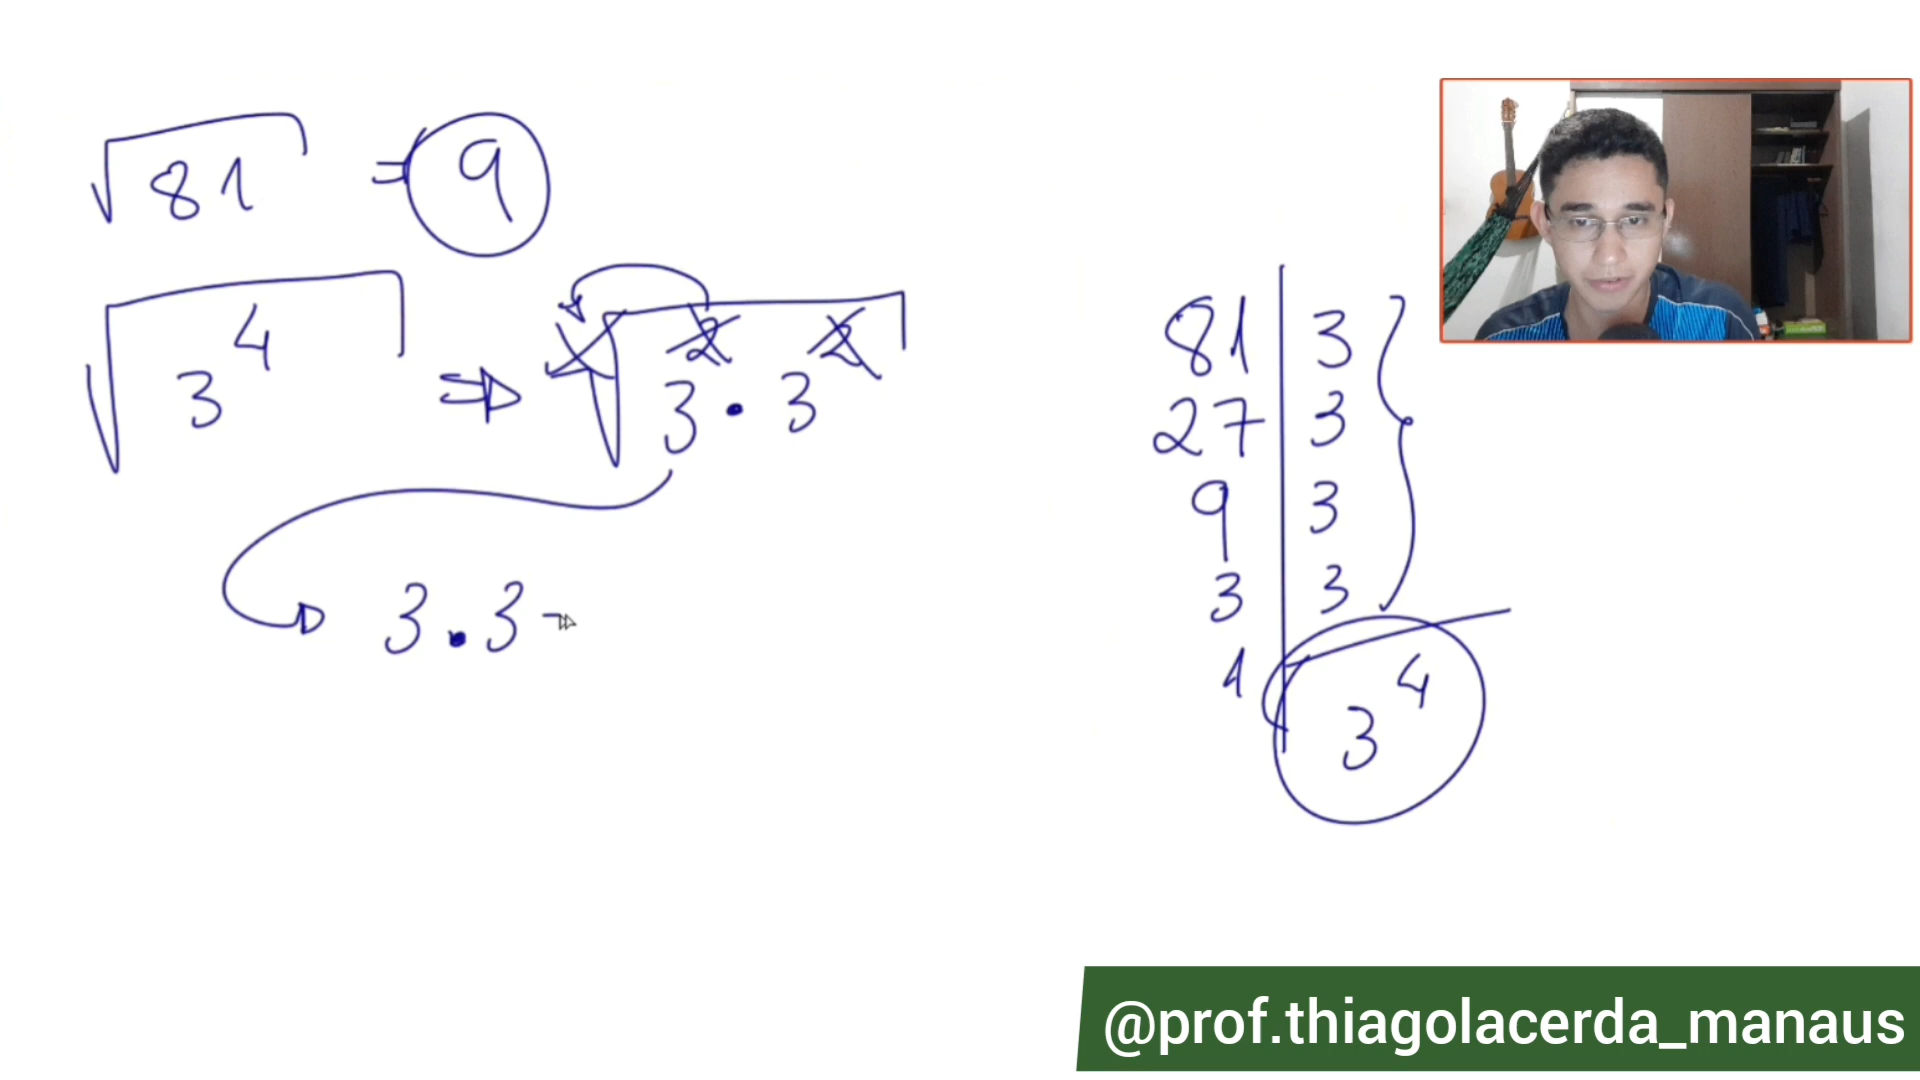 √81 = 9
√3⁴ ⇒ √3² · 3²
3 . 3 =
81 | 3
27 | 3
9 | 3
3 | 3
1 | 3⁴
@prof.thiagolacerda_manaus